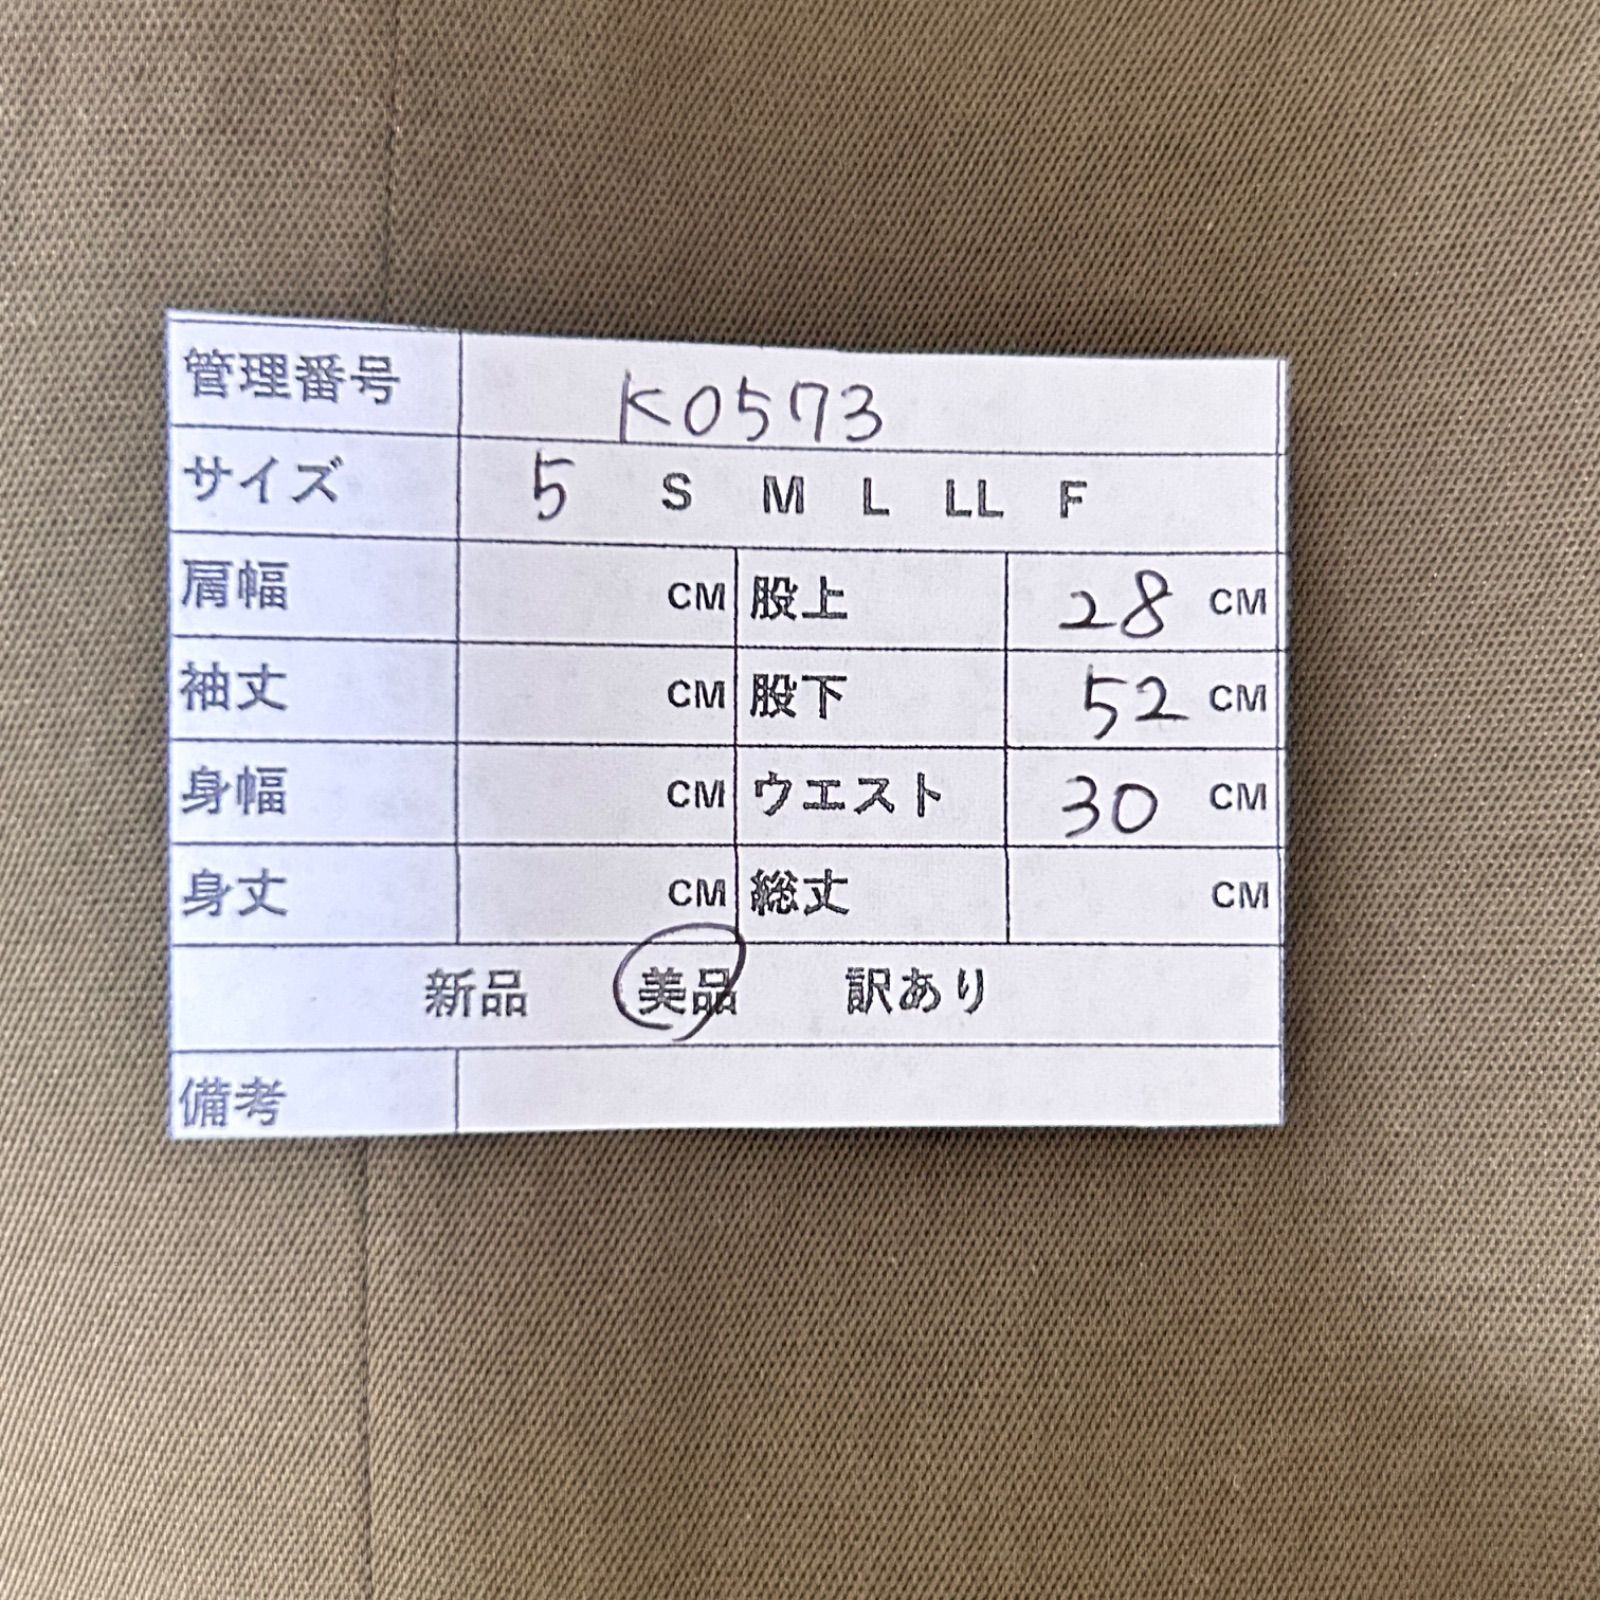 管理番号 K0573
サイズ 5 S M L LL F
肩幅 CM 股上 28 CM
袖丈 CM 股下 52 CM
身幅 CM ウエスト 30 CM
身丈 CM 総丈 CM
新品 美品 訳あり
備考